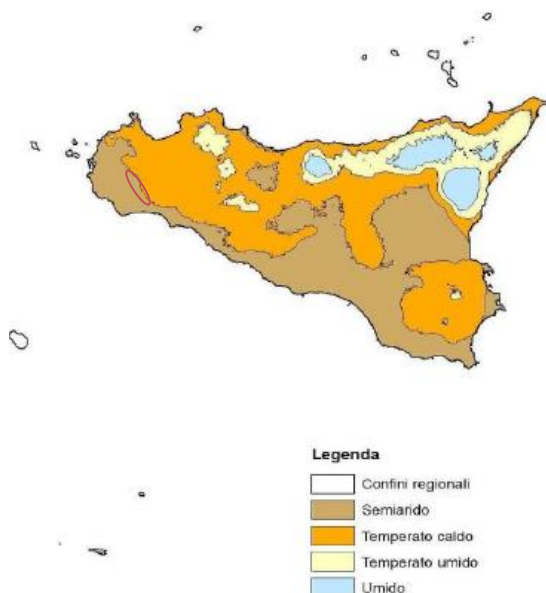 Legenda
Confini regionali
Semiarido
Temperato caldo
Temperato umido
Umido